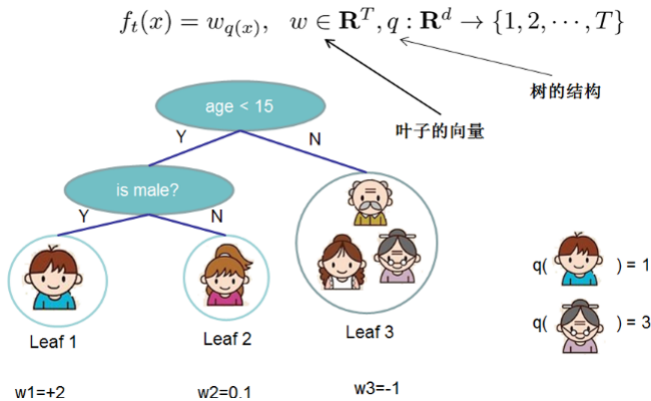 f_t(x) = w_{q(x)}, w ∈ R^T, q : R^d → {1, 2, ⋯, T}
树的结构
叶子的向量
age < 15
Y
N
is male?
Y
N
q( ) = 1
Leaf 1
Leaf 2
Leaf 3
q( ) = 3
w1=+2
w2=0.1
w3=-1